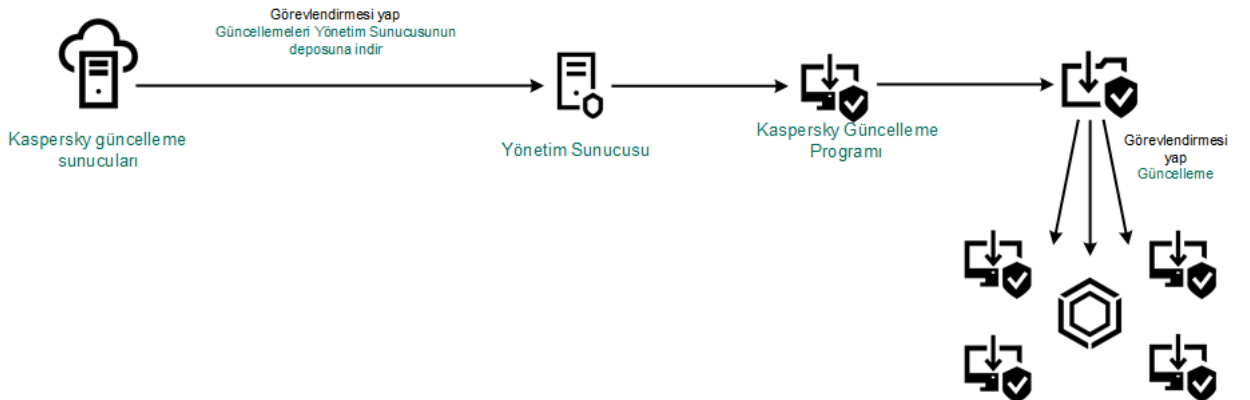 Görevlendirmesi yap
Güncellemeleri Yönetim Sunucusunun
deposuna indir
Kaspersky güncelleme
sunucuları
Yönetim Sunucusu
Kaspersky Güncelleme
Programı
Görevlendirmesi
yap
Güncelleme